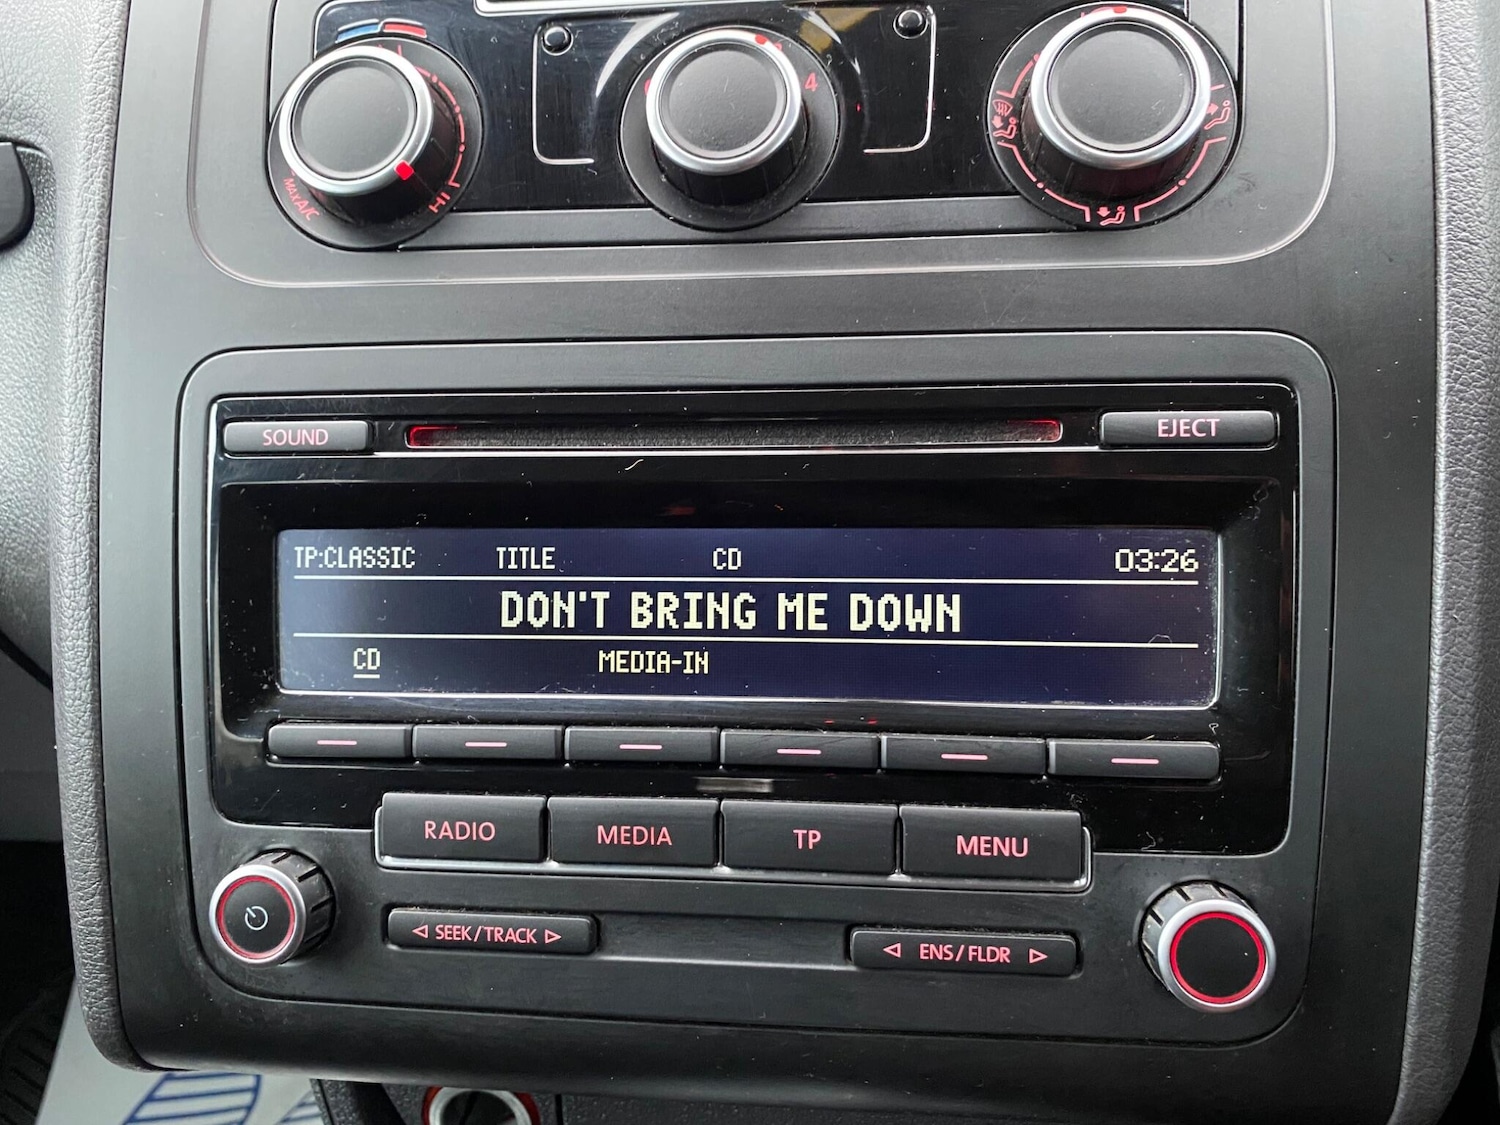 MAX A/C
HI
4
SOUND
EJECT
TP:CLASSIC TITLE CD 03:26
DON'T BRING ME DOWN
CD MEDIA-IN
RADIO MEDIA TP MENU
SEEK/TRACK
ENS/FLDR